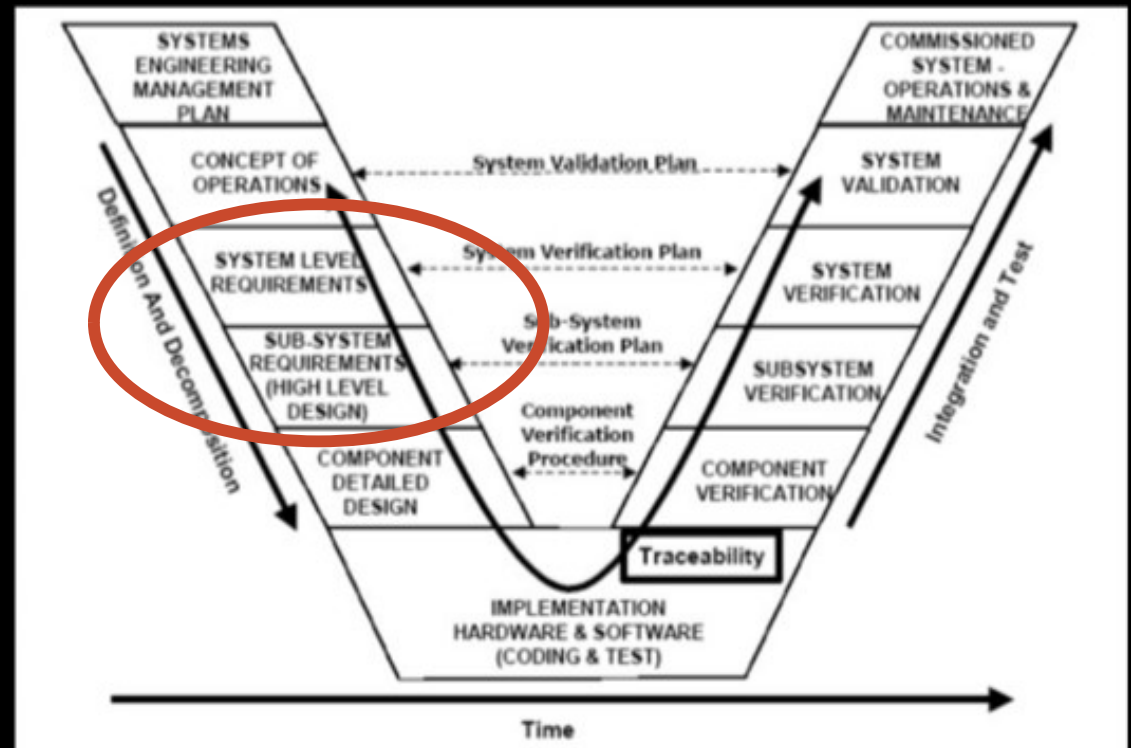 SYSTEMS
ENGINEERING
MANAGEMENT
PLAN
COMMISSIONED
SYSTEM -
OPERATIONS &
MAINTENANCE
CONCEPT OF
OPERATIONS
System Validation Plan
SYSTEM
VALIDATION
Definition And Decomposition
SYSTEM LEVEL
REQUIREMENTS
System Verification Plan
SYSTEM
VERIFICATION
Integration and Test
SUB-SYSTEM
REQUIREMENTS
(HIGH LEVEL
DESIGN)
Sub-System
Verification Plan
SUBSYSTEM
VERIFICATION
COMPONENT
DETAILED
DESIGN
Component
Verification
Procedure
COMPONENT
VERIFICATION
Traceability
IMPLEMENTATION
HARDWARE & SOFTWARE
(CODING & TEST)
Time